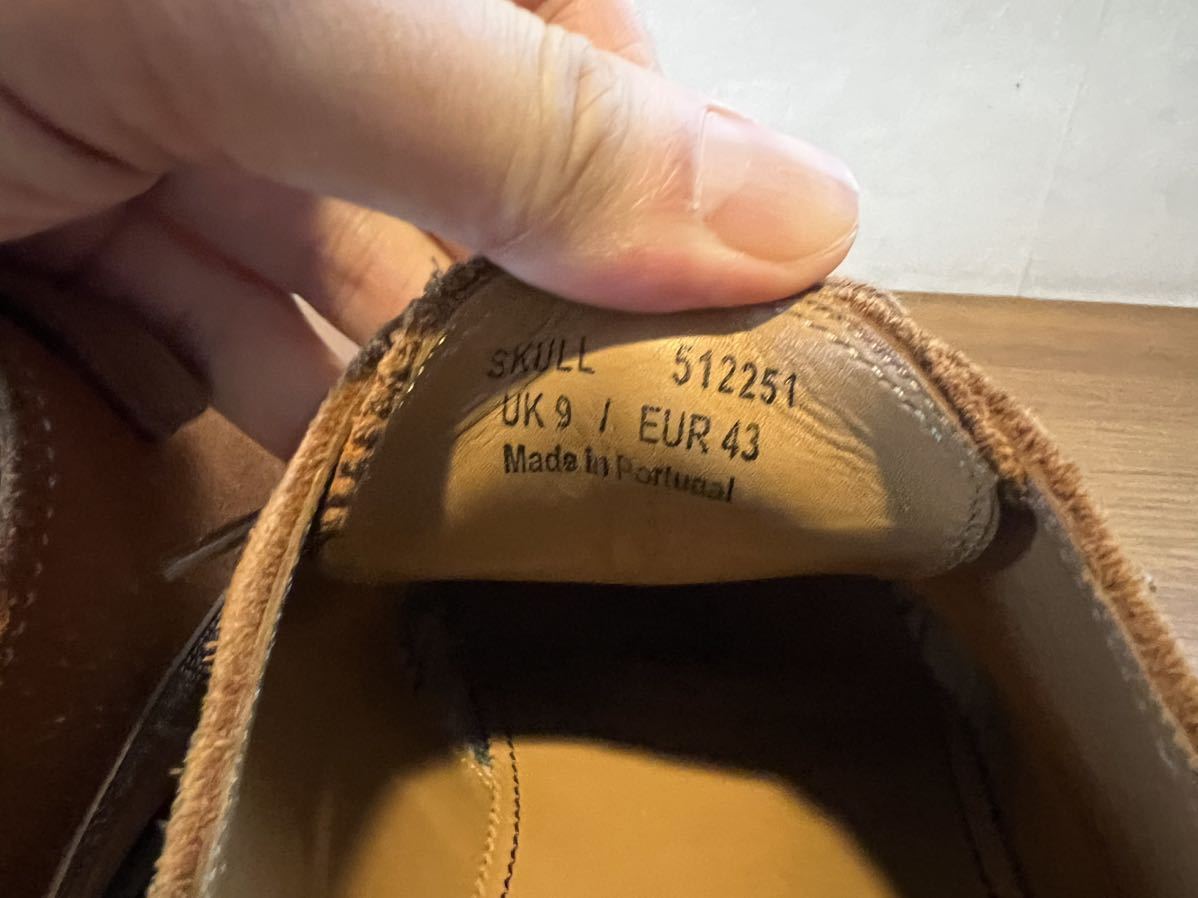 SKULL 512251
UK 9 / EUR 43
Made in Portugal